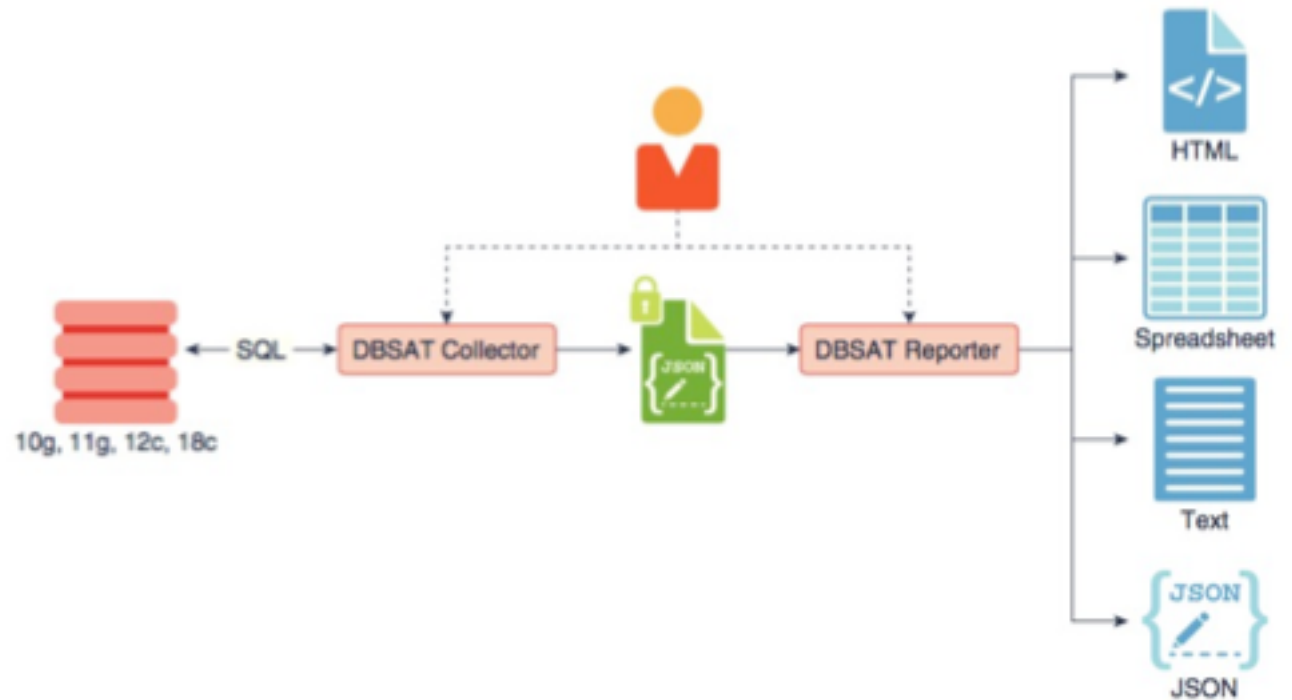 </>
HTML
Spreadsheet
10g, 11g, 12c, 18c
SQL
DBSAT Collector
{JSON}
DBSAT Reporter
Text
{JSON}
JSON